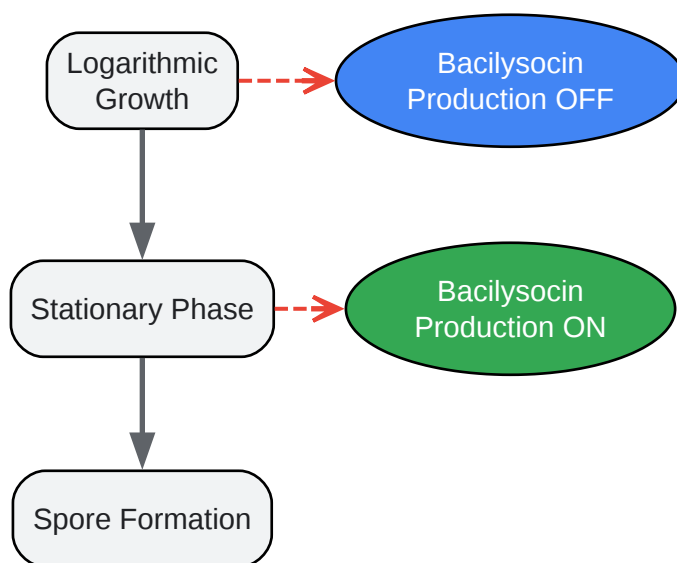 Logarithmic
Growth
Bacilysocin
Production OFF
Stationary Phase
Bacilysocin
Production ON
Spore Formation